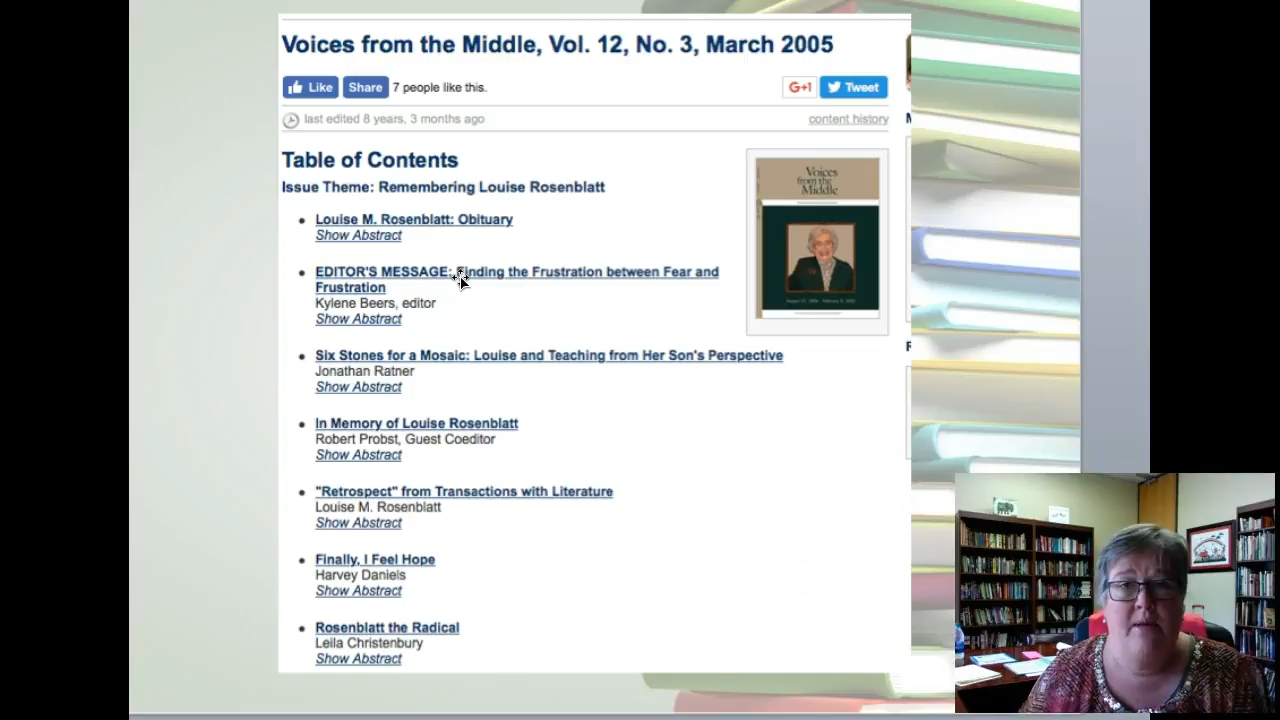 Voices from the Middle, Vol. 12, No. 3, March 2005
Like Share 7 people like this. G+1 Tweet
last edited 8 years, 3 months ago content history
Table of Contents
Issue Theme: Remembering Louise Rosenblatt
Louise M. Rosenblatt: Obituary
Show Abstract
EDITOR'S MESSAGE: Finding the Frustration between Fear and
Frustration
Kylene Beers, editor
Show Abstract
Six Stones for a Mosaic: Louise and Teaching from Her Son's Perspective
Jonathan Ratner
Show Abstract
In Memory of Louise Rosenblatt
Robert Probst, Guest Coeditor
Show Abstract
"Retrospect" from Transactions with Literature
Louise M. Rosenblatt
Show Abstract
Finally, I Feel Hope
Harvey Daniels
Show Abstract
Rosenblatt the Radical
Leila Christenbury
Show Abstract
Voices
from the
Middle